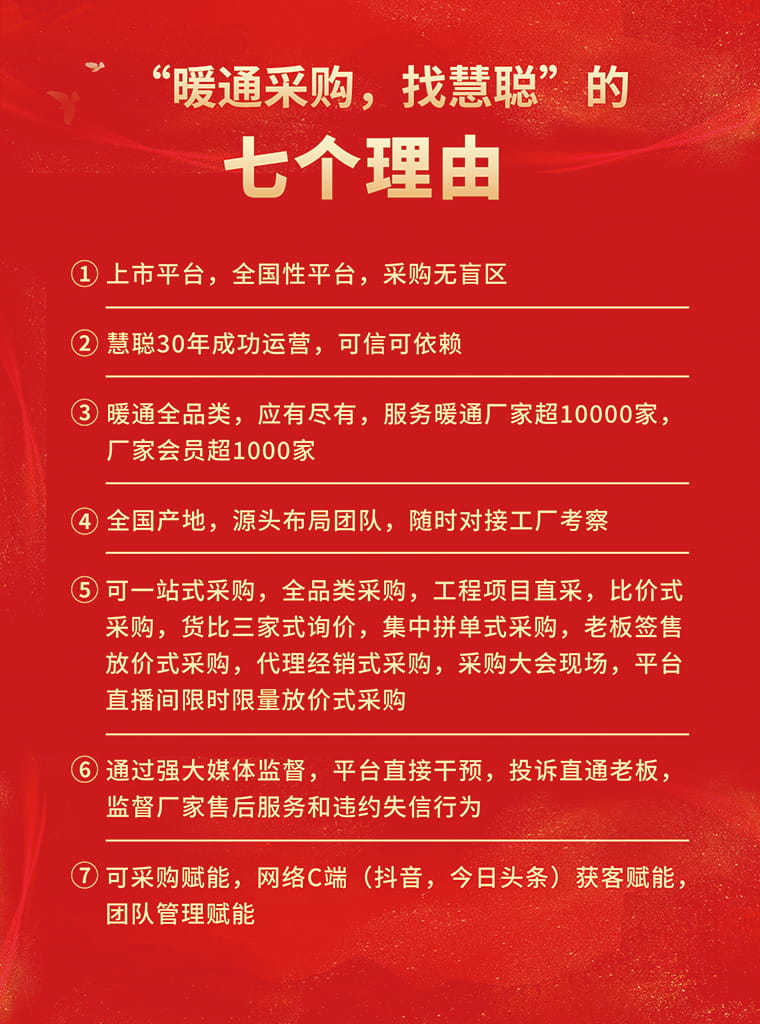 “暖通采购，找慧聪”的
七个理由
① 上市平台，全国性平台，采购无盲区
② 慧聪30年成功运营，可信可依赖
③ 暖通全品类，应有尽有，服务暖通厂家超10000家，
厂家会员超1000家
④ 全国产地，源头布局团队，随时对接工厂考察
⑤ 可一站式采购，全品类采购，工程项目直采，比价式
采购，货比三家式询价，集中拼单式采购，老板签售
放价式采购，代理经销式采购，采购大会现场，平台
直播间限时限量放价式采购
⑥ 通过强大媒体监督，平台直接干预，投诉直通老板，
监督厂家售后服务和违约失信行为
⑦ 可采购赋能，网络C端（抖音，今日头条）获客赋能，
团队管理赋能